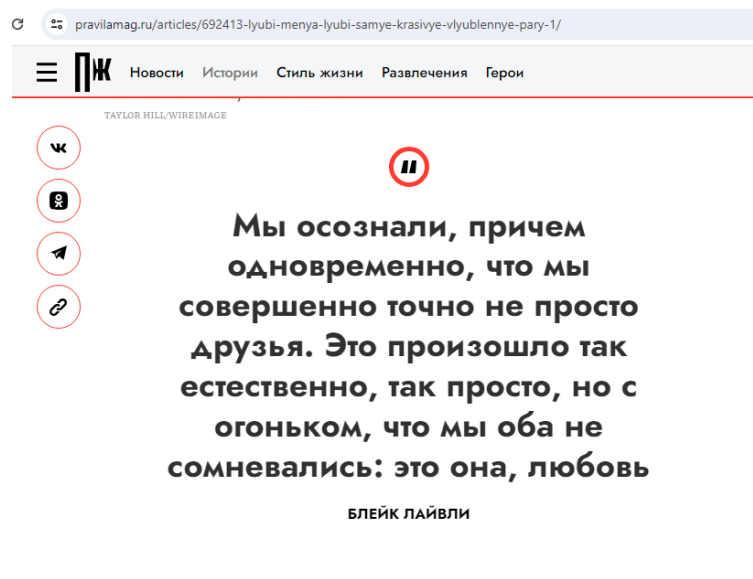 pravilamag.ru/articles/692413-lyubi-menya-lyubi-samye-krasivye-vlyublennye-pary-1/
ПЖ Новости Истории Стиль жизни Развлечения Герои
TAYLOR HILL/WIREIMAGE
Мы осознали, причем
одновременно, что мы
совершенно точно не просто
друзья. Это произошло так
естественно, так просто, но с
огоньком, что мы оба не
сомневались: это она, любовь
БЛЕЙК ЛАЙВЛИ